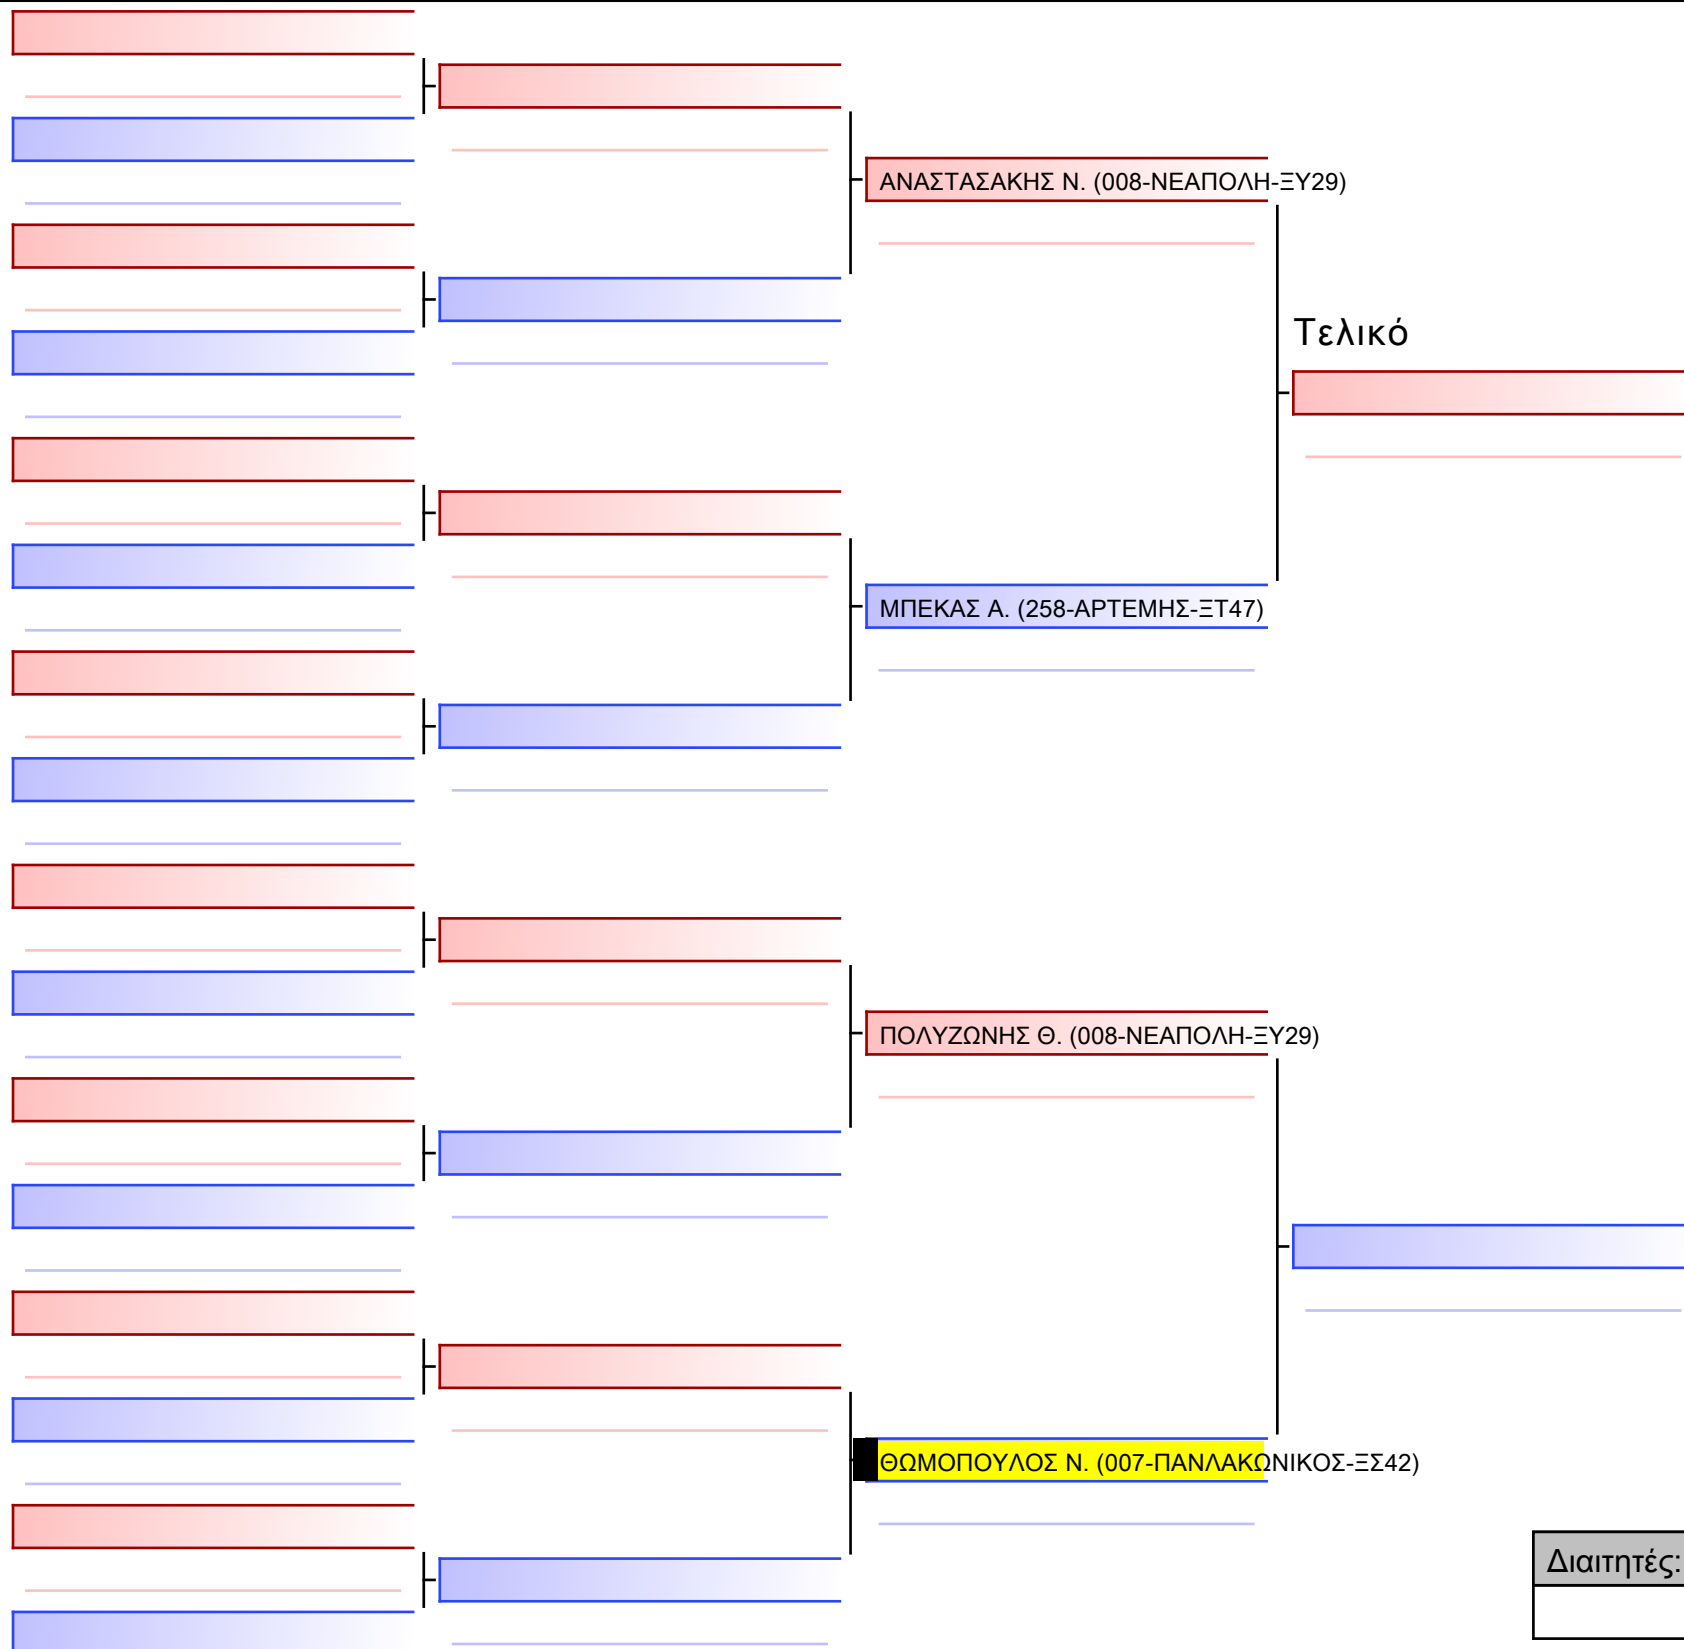 ΑΝΑΣΤΑΣΑΚΗΣ Ν. (008-ΝΕΑΠΟΛΗ-ΞΥ29)
Τελικό
ΜΠΕΚΑΣ Α. (258-ΑΡΤΕΜΗΣ-ΞΤ47)
ΠΟΛΥΖΩΝΗΣ Θ. (008-ΝΕΑΠΟΛΗ-ΞΥ29)
ΘΩΜΟΠΟΥΛΟΣ Ν. (007-ΠΑΝΛΑΚΩΝΙΚΟΣ-ΞΣ42)
Διαιτητές: